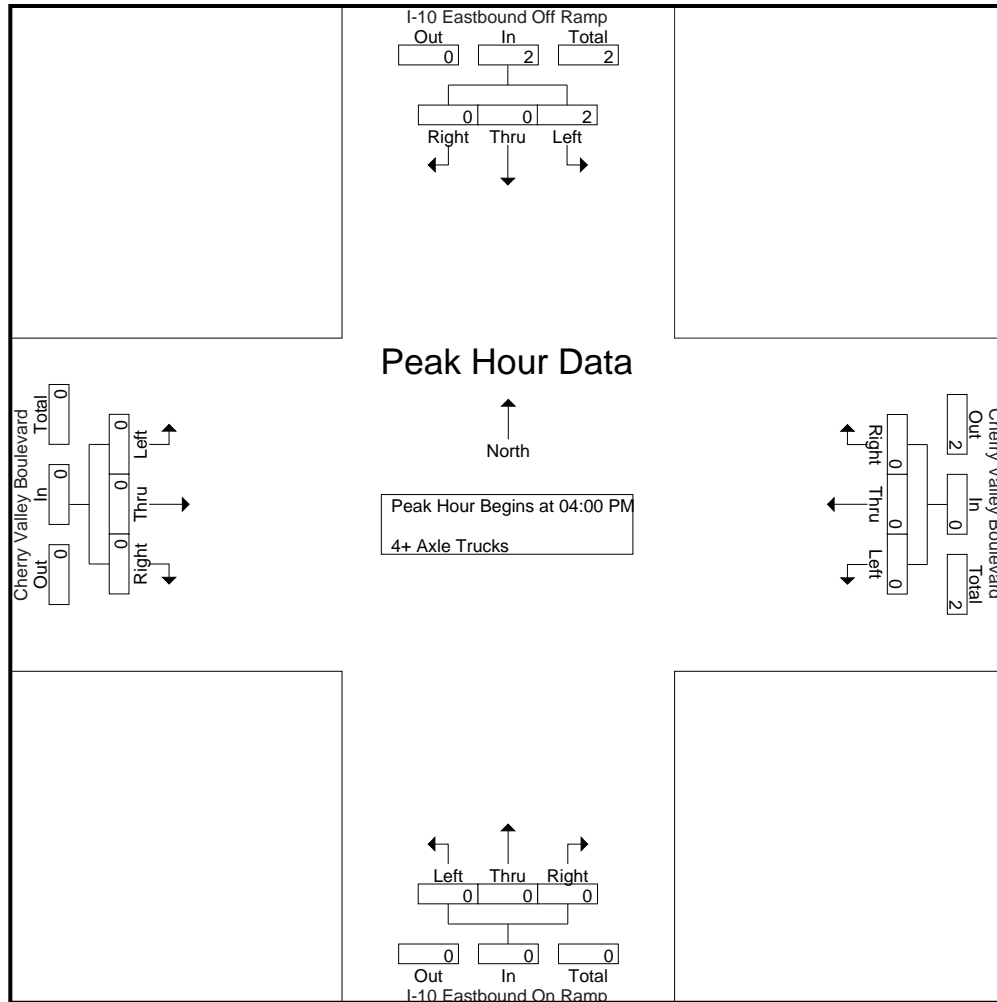 I-10 Eastbound Off Ramp
Out In Total
0 2 2
0 0 2
Right Thru Left
Peak Hour Data
North
Peak Hour Begins at 04:00 PM
4+ Axle Trucks
Cherry Valley Boulevard
Total In Out
0 0 0
0 0 0
Left Thru Right
Cherry Valley Boulevard
Out In Total
2 0 2
0 0 0
Right Thru Left
Left Thru Right
0 0 0
0 0 0
Out In Total
I-10 Eastbound On Ramp